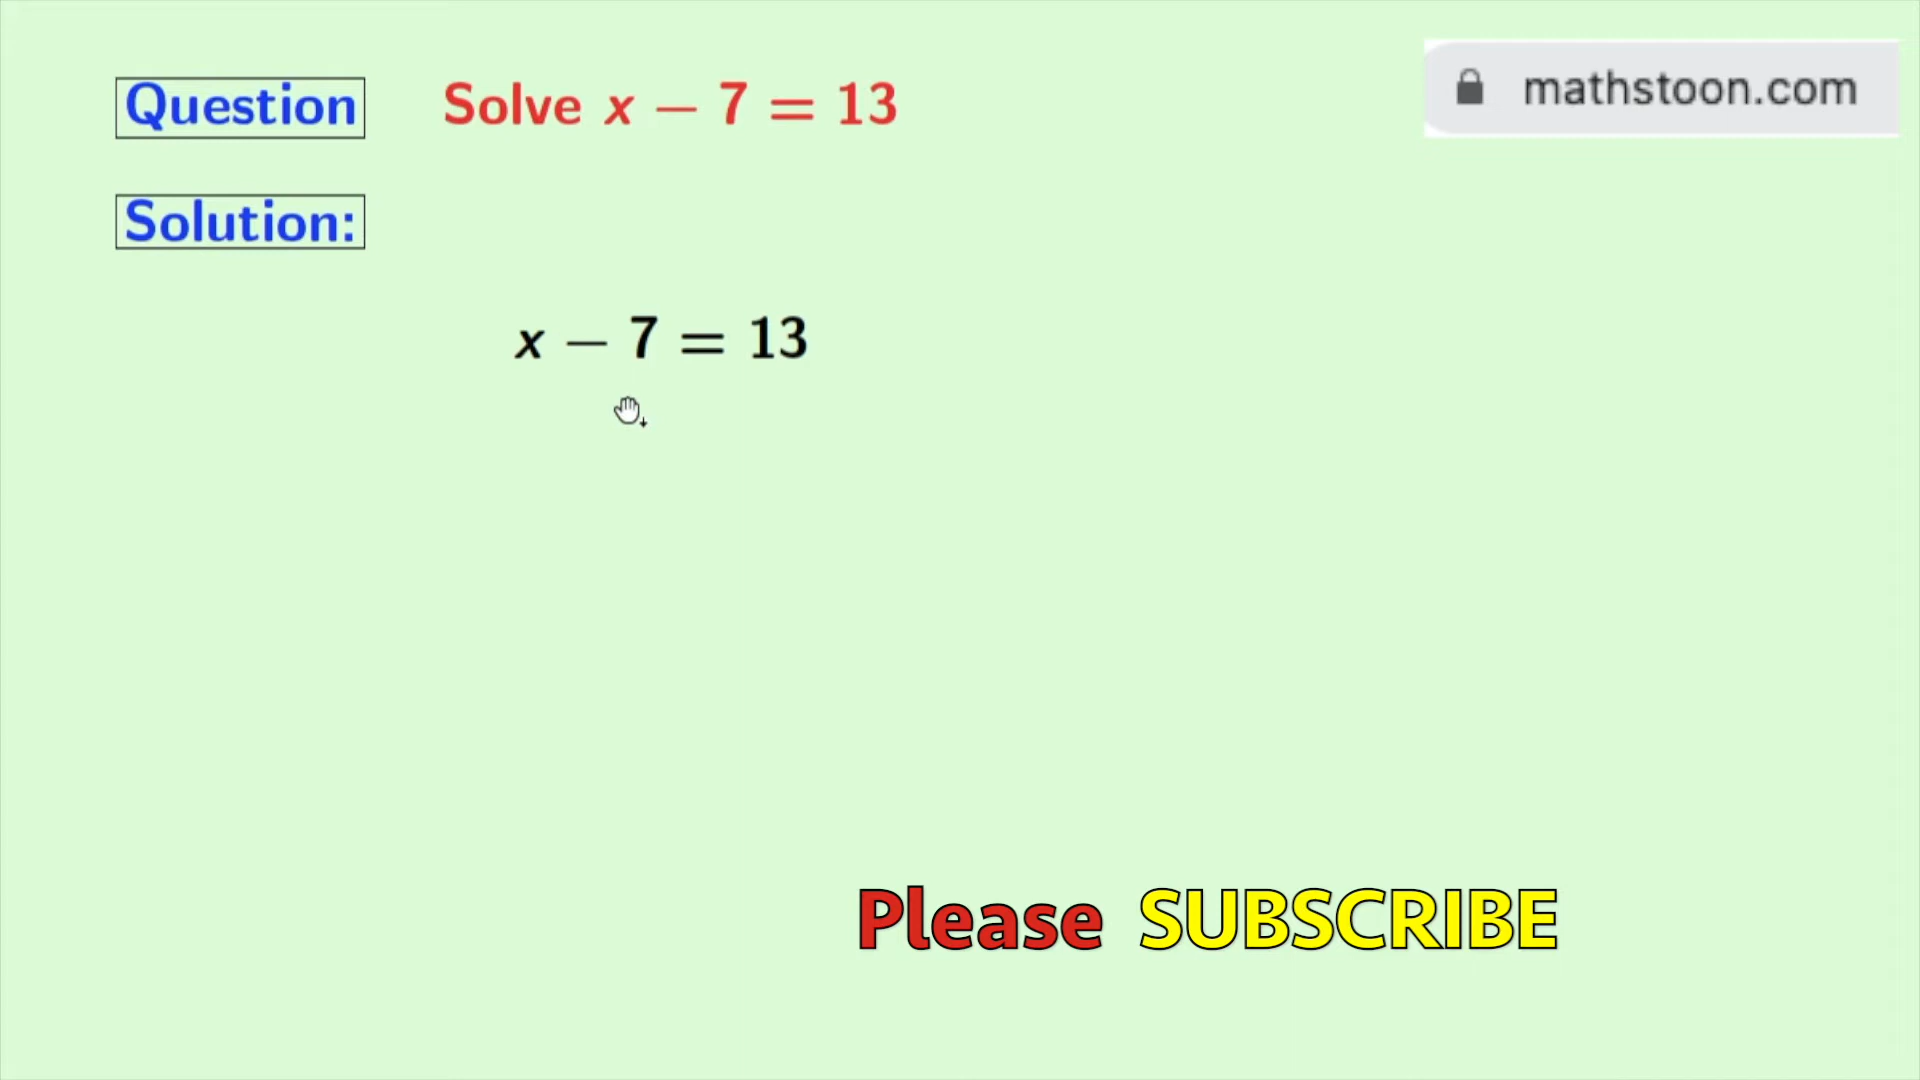 Question Solve x − 7 = 13
mathstoon.com
Solution:
x − 7 = 13
Please SUBSCRIBE